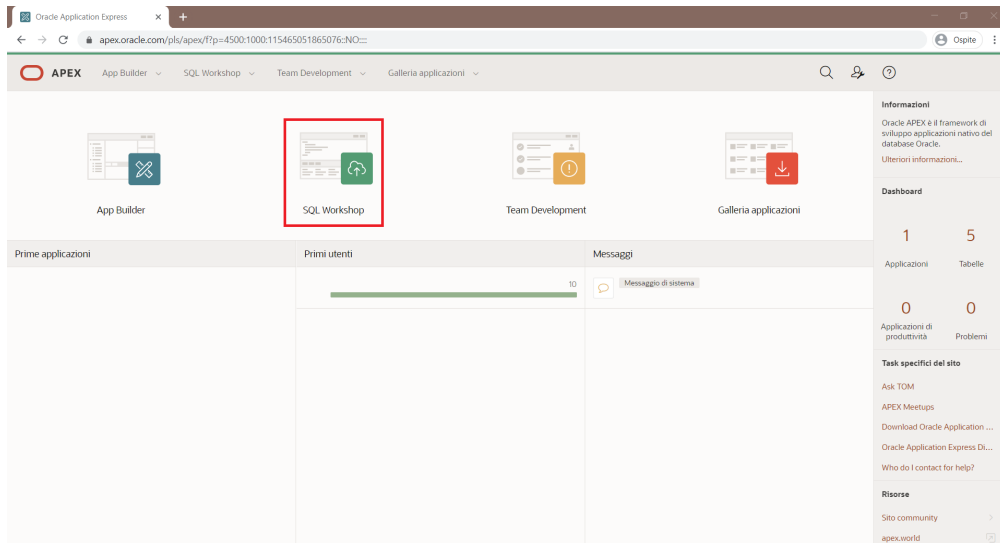 Oracle Application Express
apex.oracle.com/pls/apex/f?p=4500:1000:115465051865076::NO::::
Ospite
APEX
App Builder
SQL Workshop
Team Development
Galleria applicazioni
App Builder
SQL Workshop
Team Development
Galleria applicazioni
Prime applicazioni
Primi utenti
Messaggi
10
Messaggio di sistema
Informazioni
Oracle APEX è il framework di
sviluppo applicazioni nativo del
database Oracle.
Ulteriori informazioni...
Dashboard
1
5
Applicazioni
Tabelle
0
0
Applicazioni di
produttività
Problemi
Task specifici del sito
Ask TOM
APEX Meetups
Download Oracle Application ...
Oracle Application Express Di...
Who do I contact for help?
Risorse
Sito community
apex.world